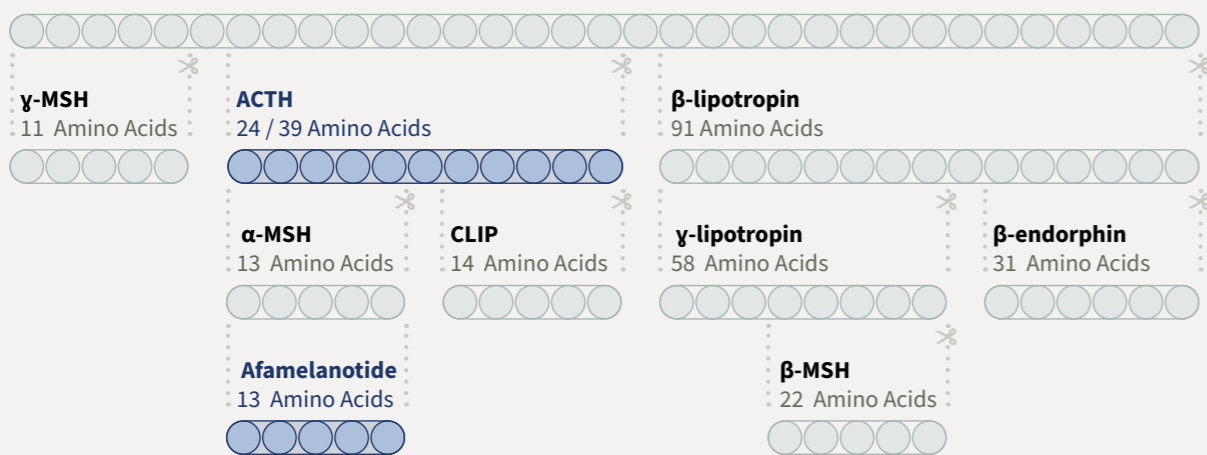 γ-MSH
11 Amino Acids
ACTH
24 / 39 Amino Acids
β-lipotropin
91 Amino Acids
α-MSH
13 Amino Acids
CLIP
14 Amino Acids
γ-lipotropin
58 Amino Acids
β-endorphin
31 Amino Acids
Afamelanotide
13 Amino Acids
β-MSH
22 Amino Acids